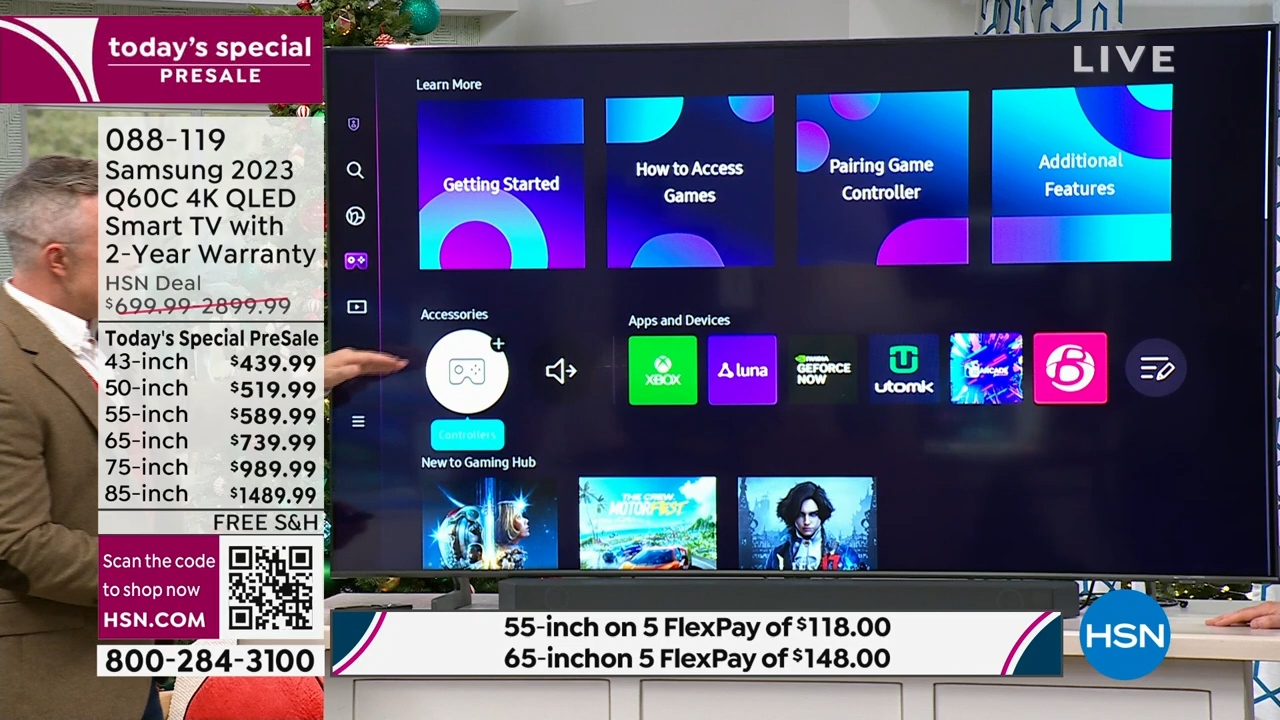 today's special
PRESALE
LIVE
088-119
Samsung 2023
Q60C 4K QLED
Smart TV with
2-Year Warranty
HSN Deal
$699.99-2899.99
Today's Special PreSale
43-inch $439.99
50-inch $519.99
55-inch $589.99
65-inch $739.99
75-inch $989.99
85-inch $1489.99
FREE S&H
Scan the code
to shop now
HSN.COM
800-284-3100
Learn More
Getting Started
How to Access
Games
Pairing Game
Controller
Additional
Features
Accessories
Apps and Devices
XBOX
luna
NVIDIA
GEFORCE
NOW
utomik
ARCADE
B
Controllers
New to Gaming Hub
THE CREW
MOTORFEST
55-inch on 5 FlexPay of $118.00
65-inchon 5 FlexPay of $148.00
HSN